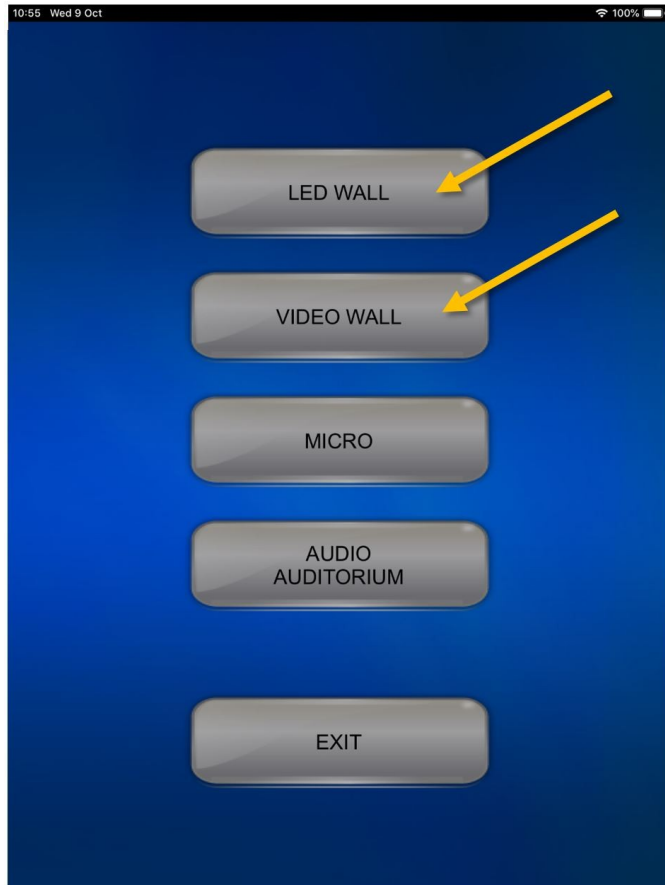 10:55 Wed 9 Oct 100%
LED WALL
VIDEO WALL
MICRO
AUDIO
AUDITORIUM
EXIT